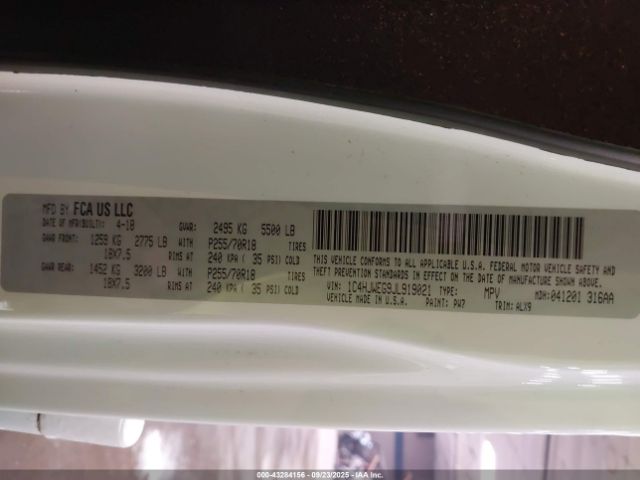 MFD BY FCA US LLC
DATE OF MFR(BUILT): 4-18 GVWR: 2495 KG 5500 LB
GAWR FRONT: 1259 KG 2775 LB WITH P255/70R18 TIRES
18X7.5 RIMS AT 240 KPA ( 35 PSI) COLD
GAWR REAR: 1452 KG 3200 LB WITH P255/70R18 TIRES
18X7.5 RIMS AT 240 KPA ( 35 PSI) COLD
THIS VEHICLE CONFORMS TO ALL APPLICABLE U.S.A. FEDERAL MOTOR VEHICLE SAFETY AND
THEFT PREVENTION STANDARDS IN EFFECT ON THE DATE OF MANUFACTURE SHOWN ABOVE.
VIN: 1C4HJWEG9JL919021 TYPE: MPV MDH: 041201 316AA
VEHICLE MADE IN U.S.A. PAINT: PW7 TRIM: ALX9
000-43284156 - 09/23/2025 - IAAI.COM